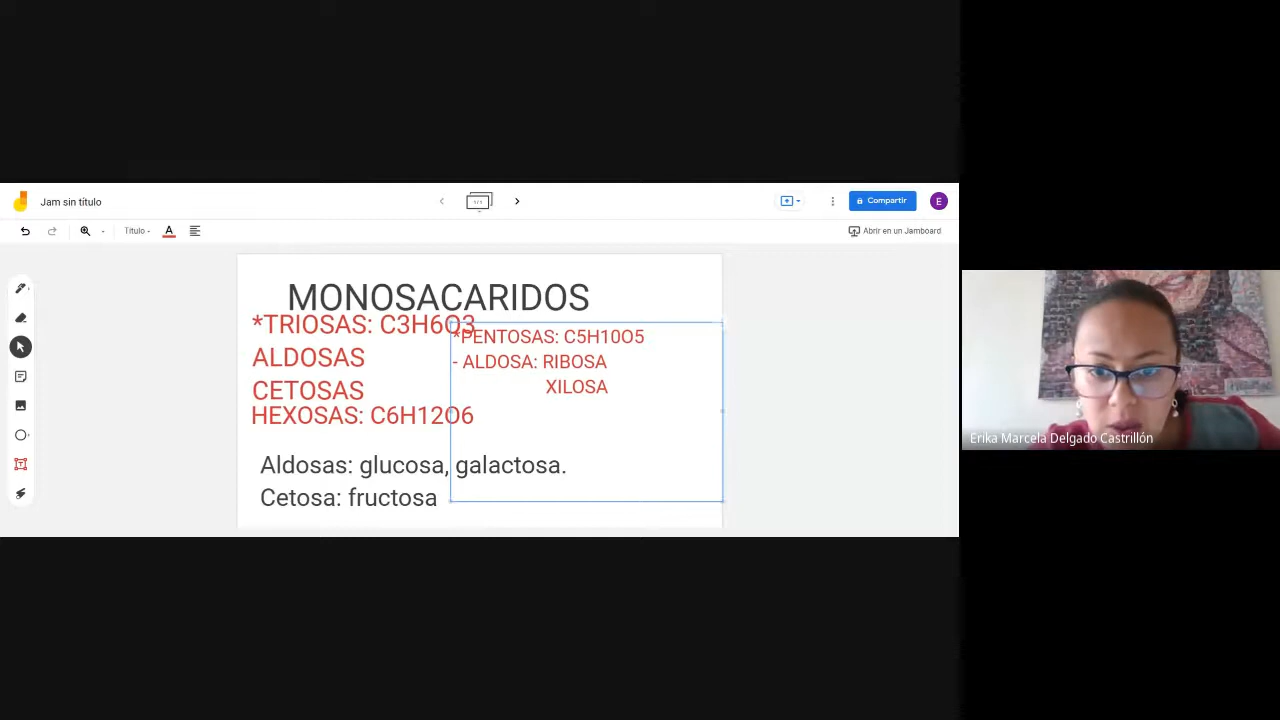 Jam sin título
Compartir
E
Título
A
Abrir en un Jamboard
MONOSACARIDOS
*TRIOSAS: C3H6O3
ALDOSAS
CETOSAS
HEXOSAS: C6H12O6
*PENTOSAS: C5H10O5
- ALDOSA: RIBOSA
XILOSA
Aldosas: glucosa, galactosa.
Cetosa: fructosa
Erika Marcela Delgado Castrillón